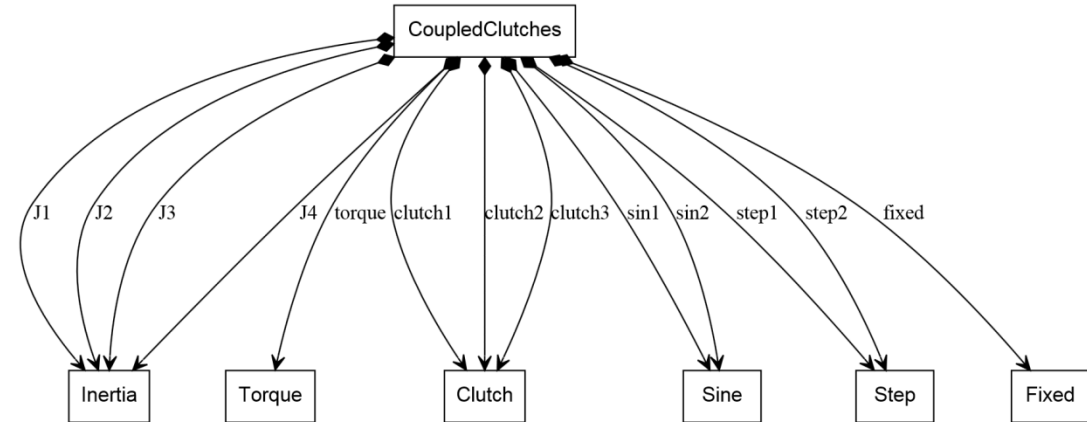 CoupledClutches
J1 J2 J3 J4 torque clutch1 clutch2 clutch3 sin1 sin2 step1 step2 fixed
Inertia Torque Clutch Sine Step Fixed